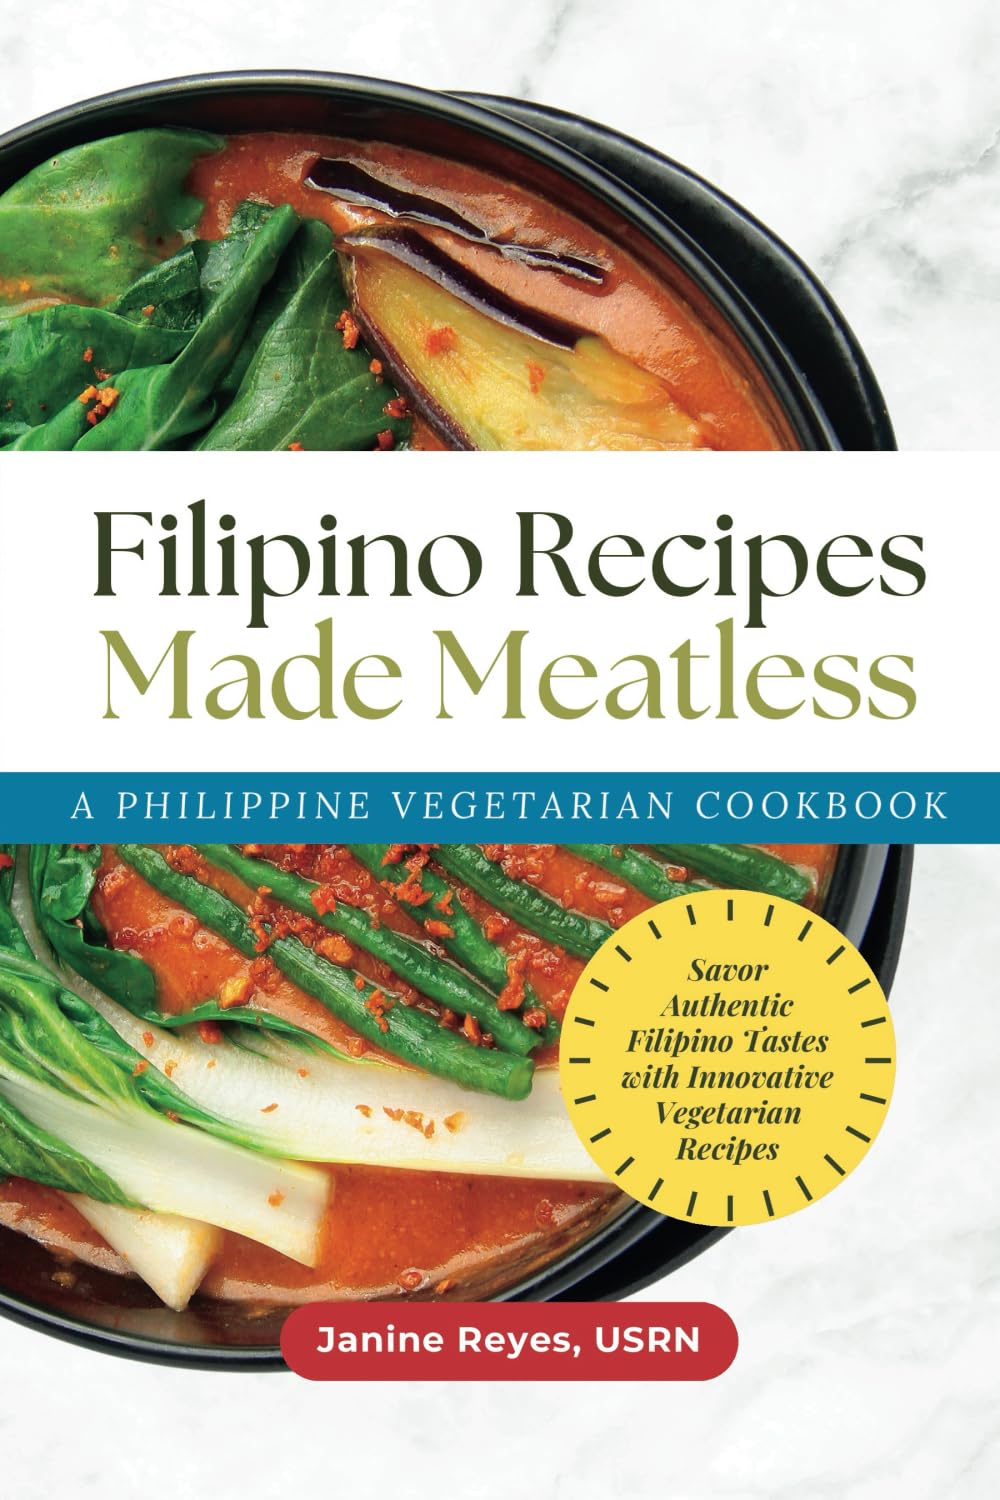 Filipino Recipes
Made Meatless
A PHILIPPINE VEGETARIAN COOKBOOK
Savor
Authentic
Filipino Tastes
with Innovative
Vegetarian
Recipes
Janine Reyes, USRN